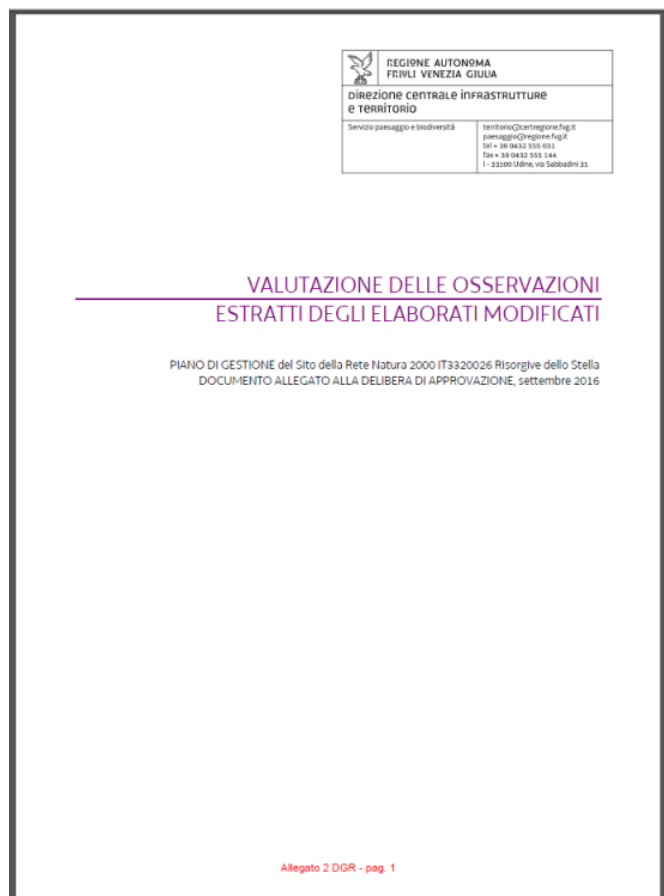 REGIONE AUTONOMA
FRIULI VENEZIA GIULIA
DIREZIONE CENTRALE INFRASTRUTTURE
E TERRITORIO
Servizio paesaggio e biodiversità
territorio@certregione.fvg.it
paesaggio@regione.fvg.it
tel + 39 0432 555 031
fax + 39 0432 555 144
I - 33100 Udine, via Sabbadini 31
VALUTAZIONE DELLE OSSERVAZIONI
ESTRATTI DEGLI ELABORATI MODIFICATI
PIANO DI GESTIONE del Sito della Rete Natura 2000 IT3320026 Risorgive dello Stella
DOCUMENTO ALLEGATO ALLA DELIBERA DI APPROVAZIONE, settembre 2016
Allegato 2 DGR - pag. 1